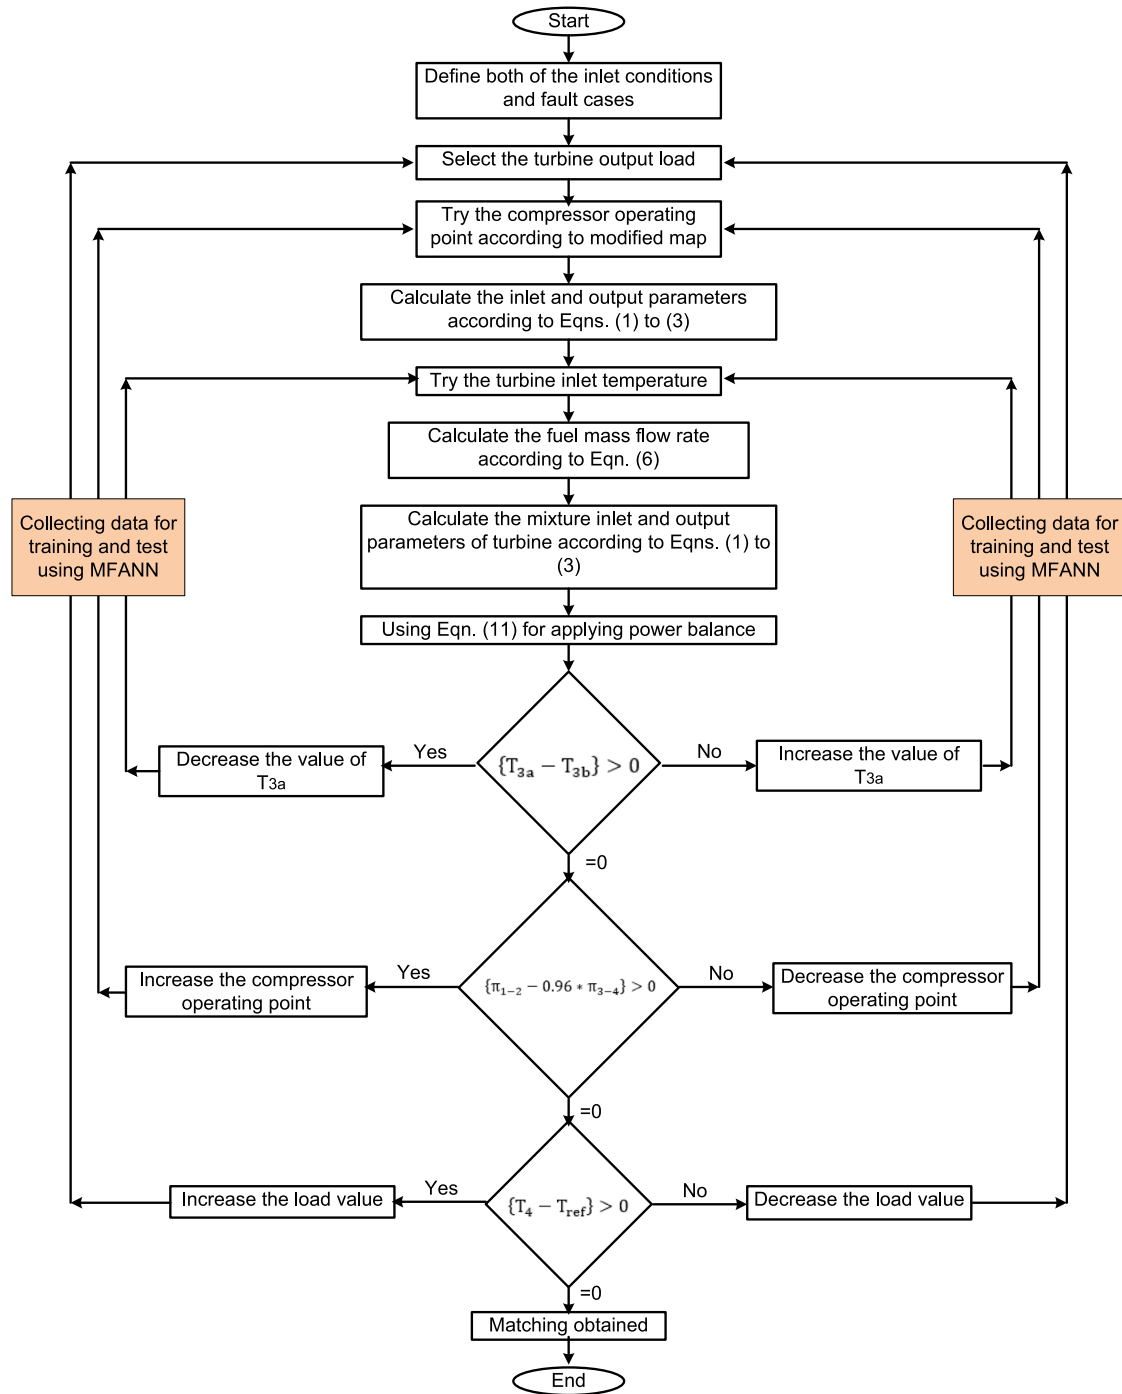 Start
Define both of the inlet conditions
and fault cases
Select the turbine output load
Try the compressor operating
point according to modified map
Calculate the inlet and output parameters
according to Eqns. (1) to (3)
Try the turbine inlet temperature
Calculate the fuel mass flow rate
according to Eqn. (6)
Collecting data for
training and test
using MFANN
Calculate the mixture inlet and output
parameters of turbine according to Eqns. (1) to
(3)
Collecting data for
training and test
using MFANN
Using Eqn. (11) for applying power balance
Decrease the value of
T3a
Yes
{T3a − T3b} > 0
No
Increase the value of
T3a
=0
Increase the compressor
operating point
Yes
{π1−2 − 0.96 * π3−4} > 0
No
Decrease the compressor
operating point
=0
Increase the load value
Yes
{T4 − Tref} > 0
No
Decrease the load value
=0
Matching obtained
End